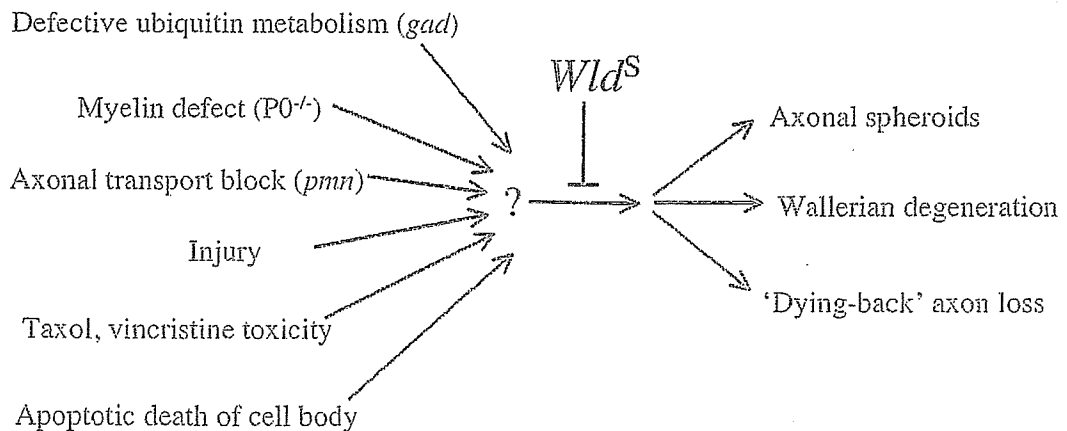 Defective ubiquitin metabolism (gad)
Myelin defect (P0-/-)
Axonal transport block (pmn)
Injury
Taxol, vincristine toxicity
Apoptotic death of cell body
?
WldS
Axonal spheroids
Wallerian degeneration
‘Dying-back’ axon loss